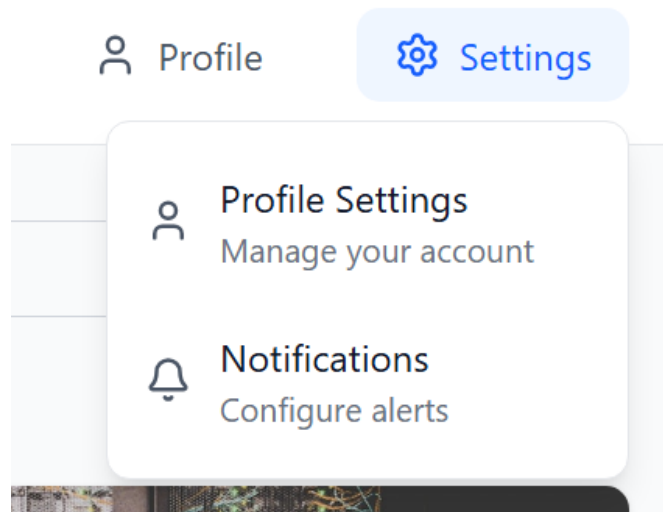 Profile
Settings
Profile Settings
Manage your account
Notifications
Configure alerts